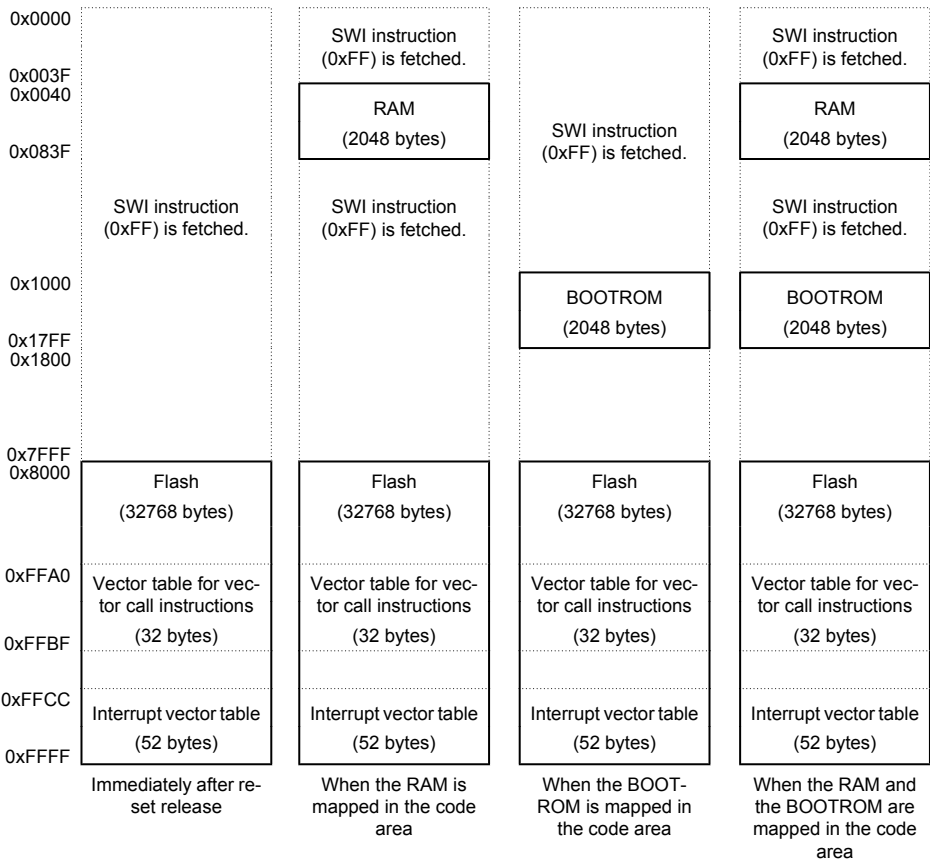 0x0000
0x003F
0x0040
0x083F
0x1000
0x17FF
0x1800
0x7FFF
0x8000
0xFFA0
0xFFBF
0xFFCC
0xFFFF
SWI instruction
(0xFF) is fetched.
Flash
(32768 bytes)
Vector table for vec-
tor call instructions
(32 bytes)
Interrupt vector table
(52 bytes)
Immediately after re-
set release
SWI instruction
(0xFF) is fetched.
RAM
(2048 bytes)
SWI instruction
(0xFF) is fetched.
Flash
(32768 bytes)
Vector table for vec-
tor call instructions
(32 bytes)
Interrupt vector table
(52 bytes)
When the RAM is
mapped in the code
area
SWI instruction
(0xFF) is fetched.
BOOTROM
(2048 bytes)
Flash
(32768 bytes)
Vector table for vec-
tor call instructions
(32 bytes)
Interrupt vector table
(52 bytes)
When the BOOT-
ROM is mapped in
the code area
SWI instruction
(0xFF) is fetched.
RAM
(2048 bytes)
SWI instruction
(0xFF) is fetched.
BOOTROM
(2048 bytes)
Flash
(32768 bytes)
Vector table for vec-
tor call instructions
(32 bytes)
Interrupt vector table
(52 bytes)
When the RAM and
the BOOTROM are
mapped in the code
area